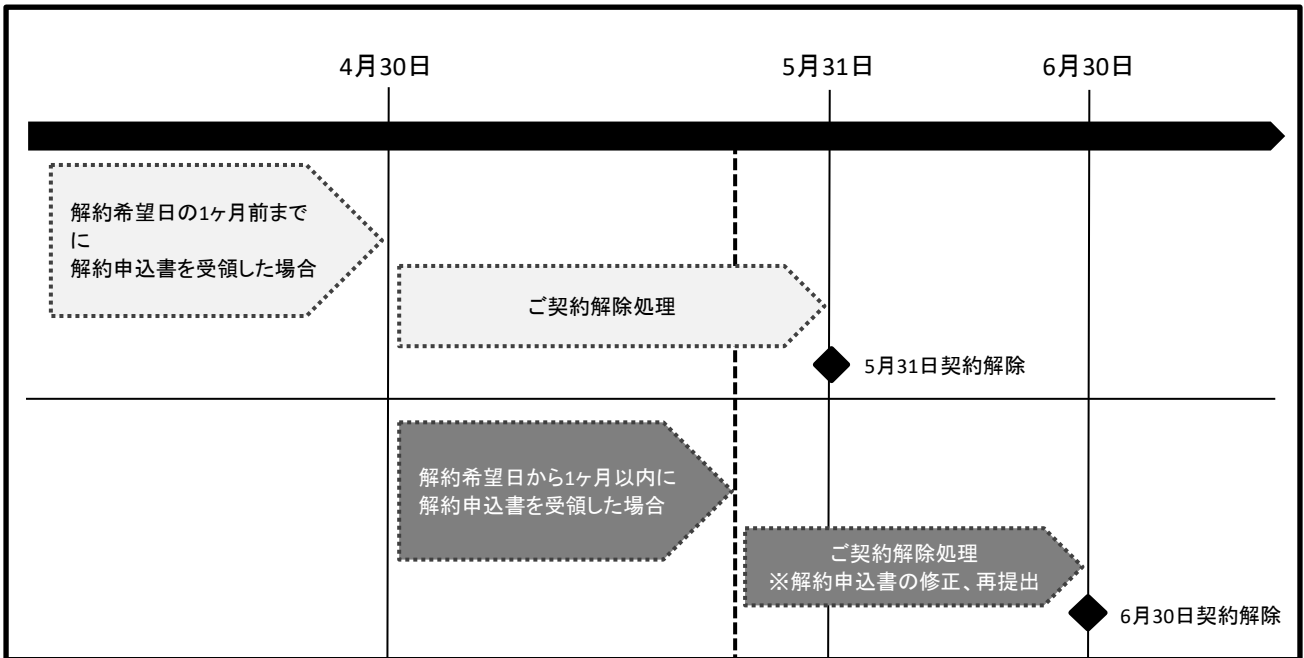 4月30日
5月31日
6月30日
解約希望日の1ヶ月前まで
に
解約申込書を受領した場合
ご契約解除処理
5月31日契約解除
解約希望日から1ヶ月以内に
解約申込書を受領した場合
ご契約解除処理
※解約申込書の修正、再提出
6月30日契約解除